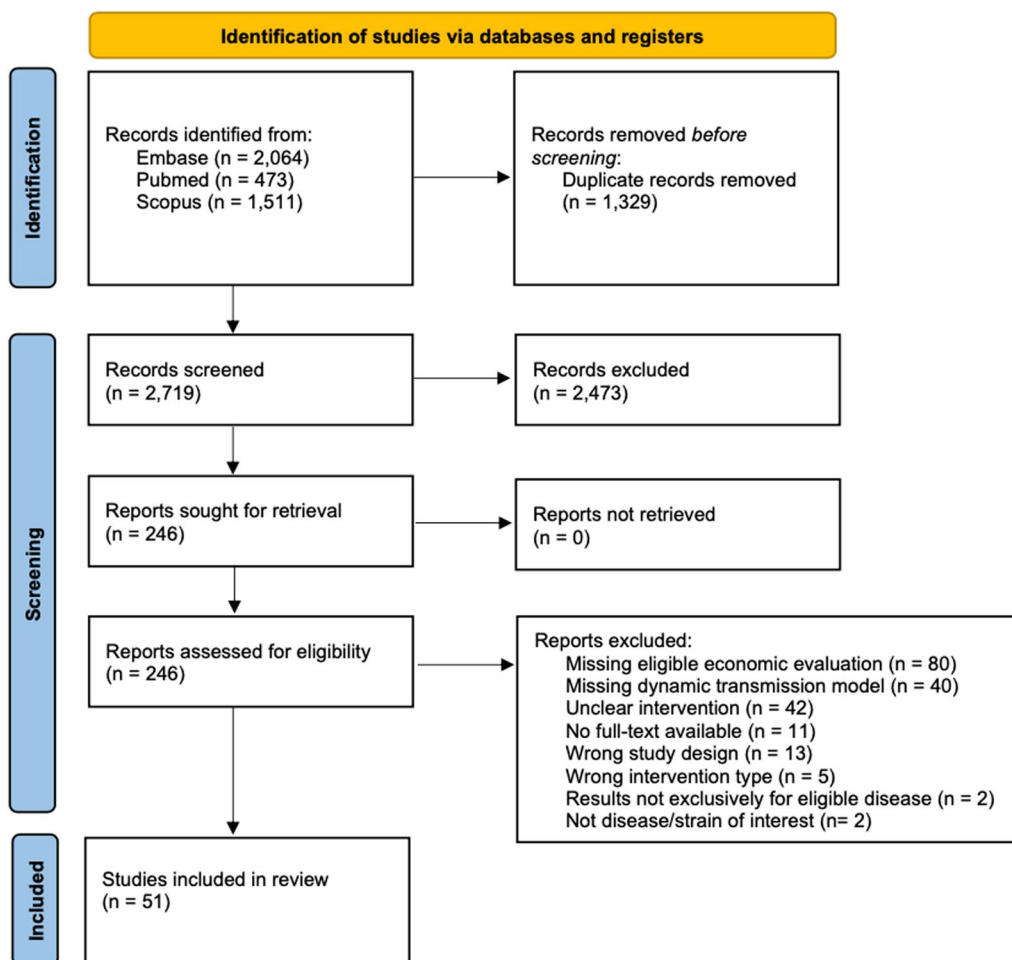 Identification of studies via databases and registers
Identification
Records identified from:
Embase (n = 2,064)
Pubmed (n = 473)
Scopus (n = 1,511)
Records removed before
screening:
Duplicate records removed
(n = 1,329)
Screening
Records screened
(n = 2,719)
Records excluded
(n = 2,473)
Reports sought for retrieval
(n = 246)
Reports not retrieved
(n = 0)
Reports assessed for eligibility
(n = 246)
Reports excluded:
Missing eligible economic evaluation (n = 80)
Missing dynamic transmission model (n = 40)
Unclear intervention (n = 42)
No full-text available (n = 11)
Wrong study design (n = 13)
Wrong intervention type (n = 5)
Results not exclusively for eligible disease (n = 2)
Not disease/strain of interest (n= 2)
Included
Studies included in review
(n = 51)